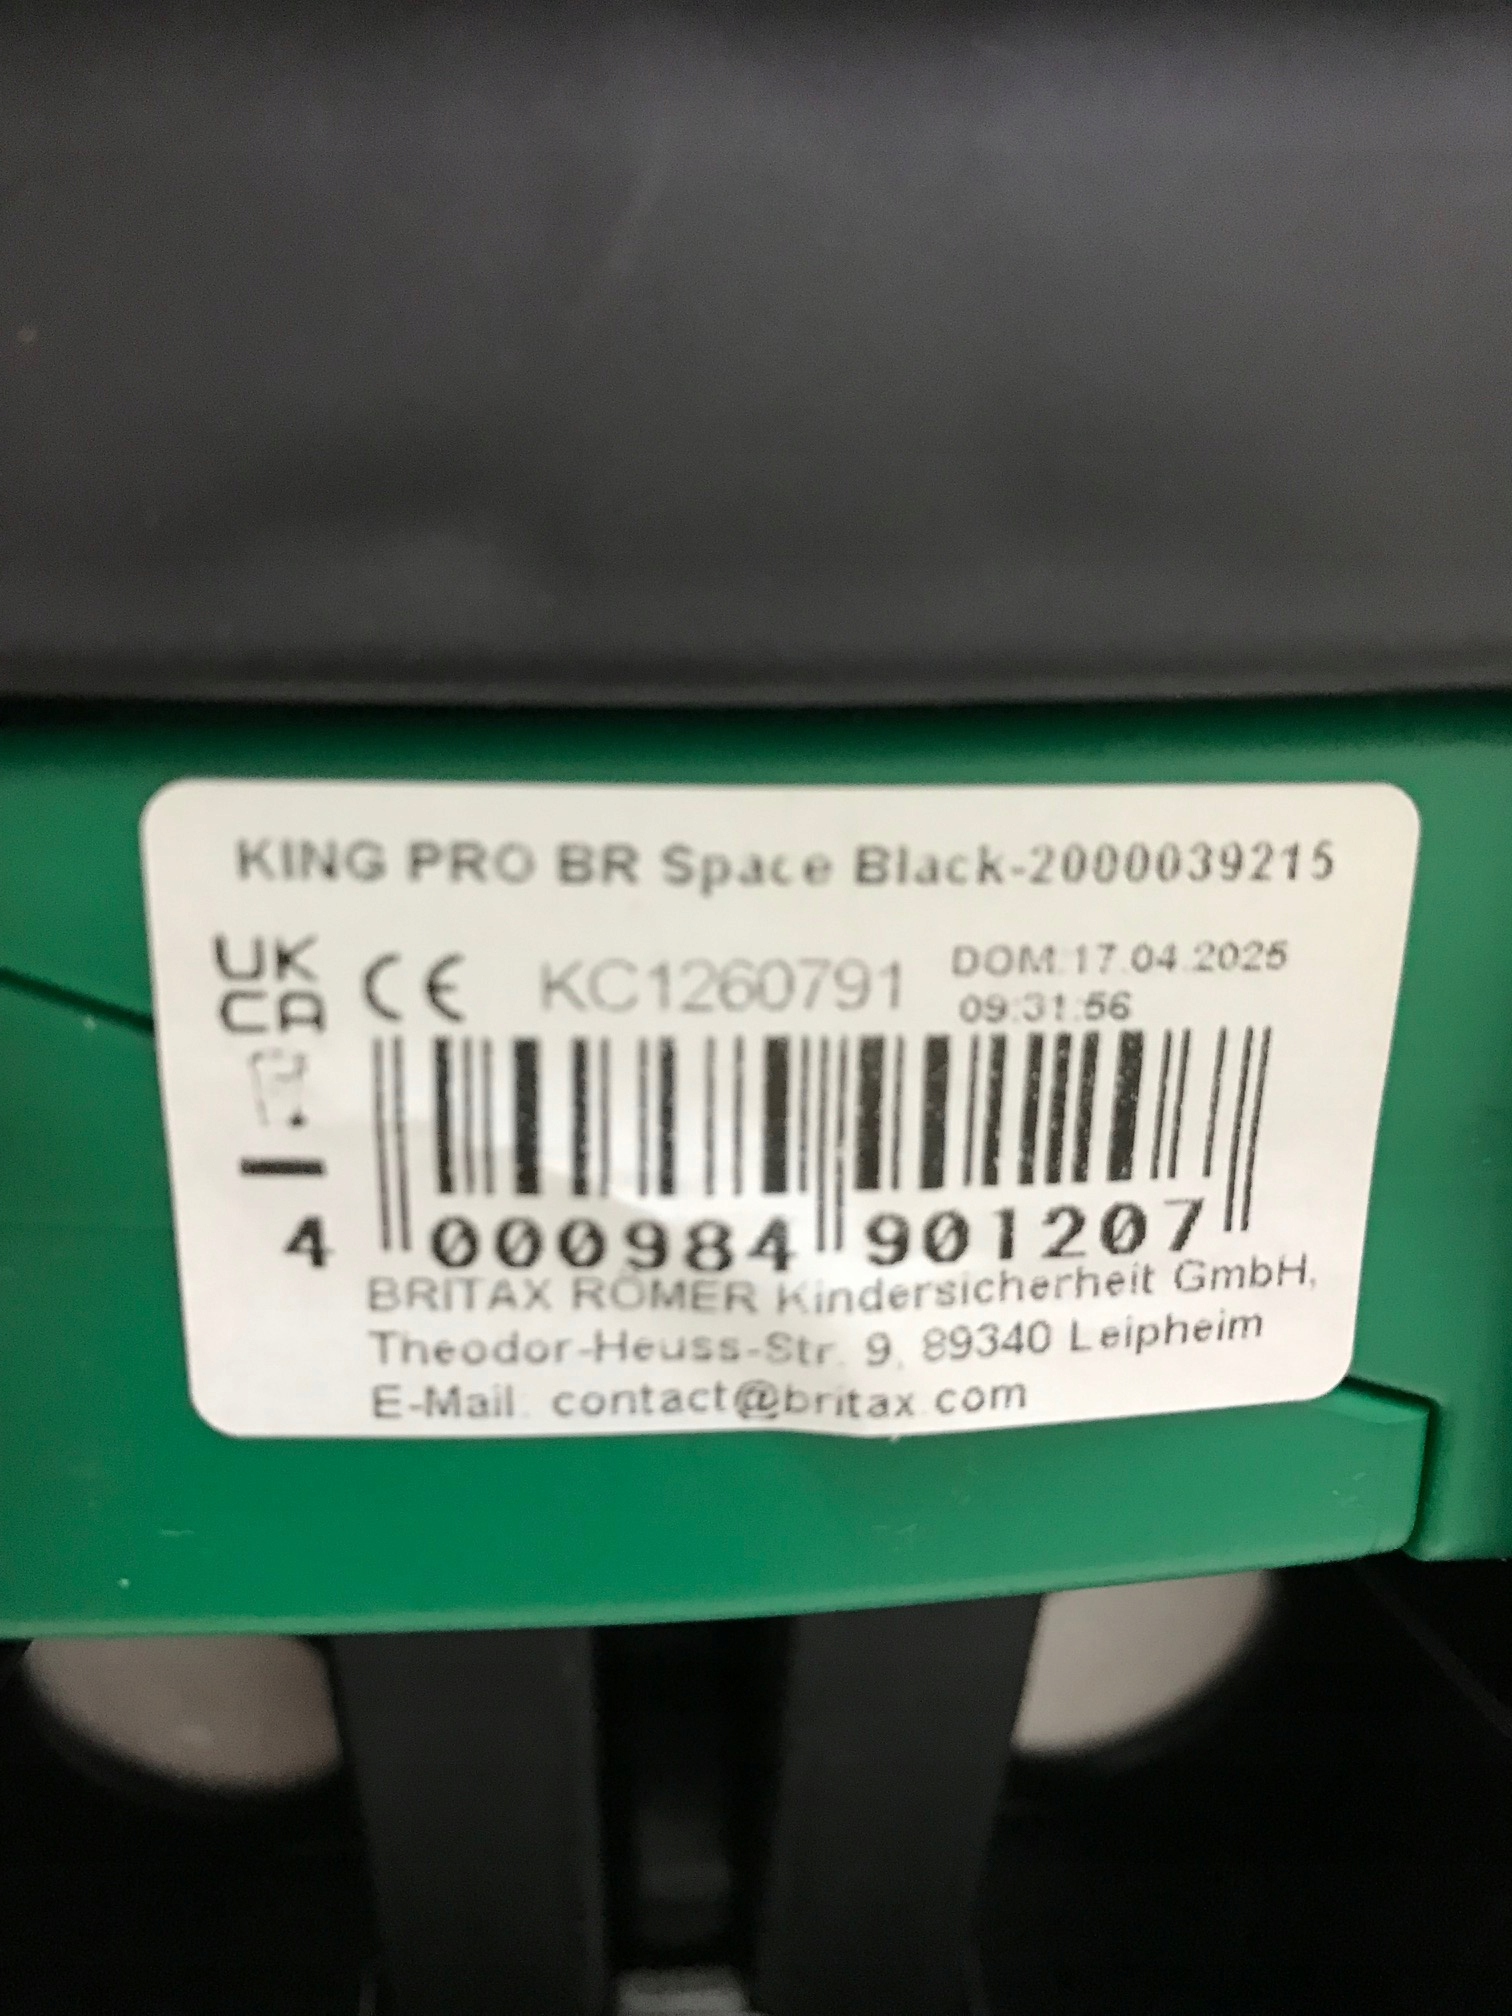 KING PRO BR Space Black-2000039215
UK
CA
CE KC1260791
DOM:17.04.2025
09:31:56
4 000984 901207
BRITAX RÖMER Kindersicherheit GmbH,
Theodor-Heuss-Str. 9, 89340 Leipheim
E-Mail: contact@britax.com